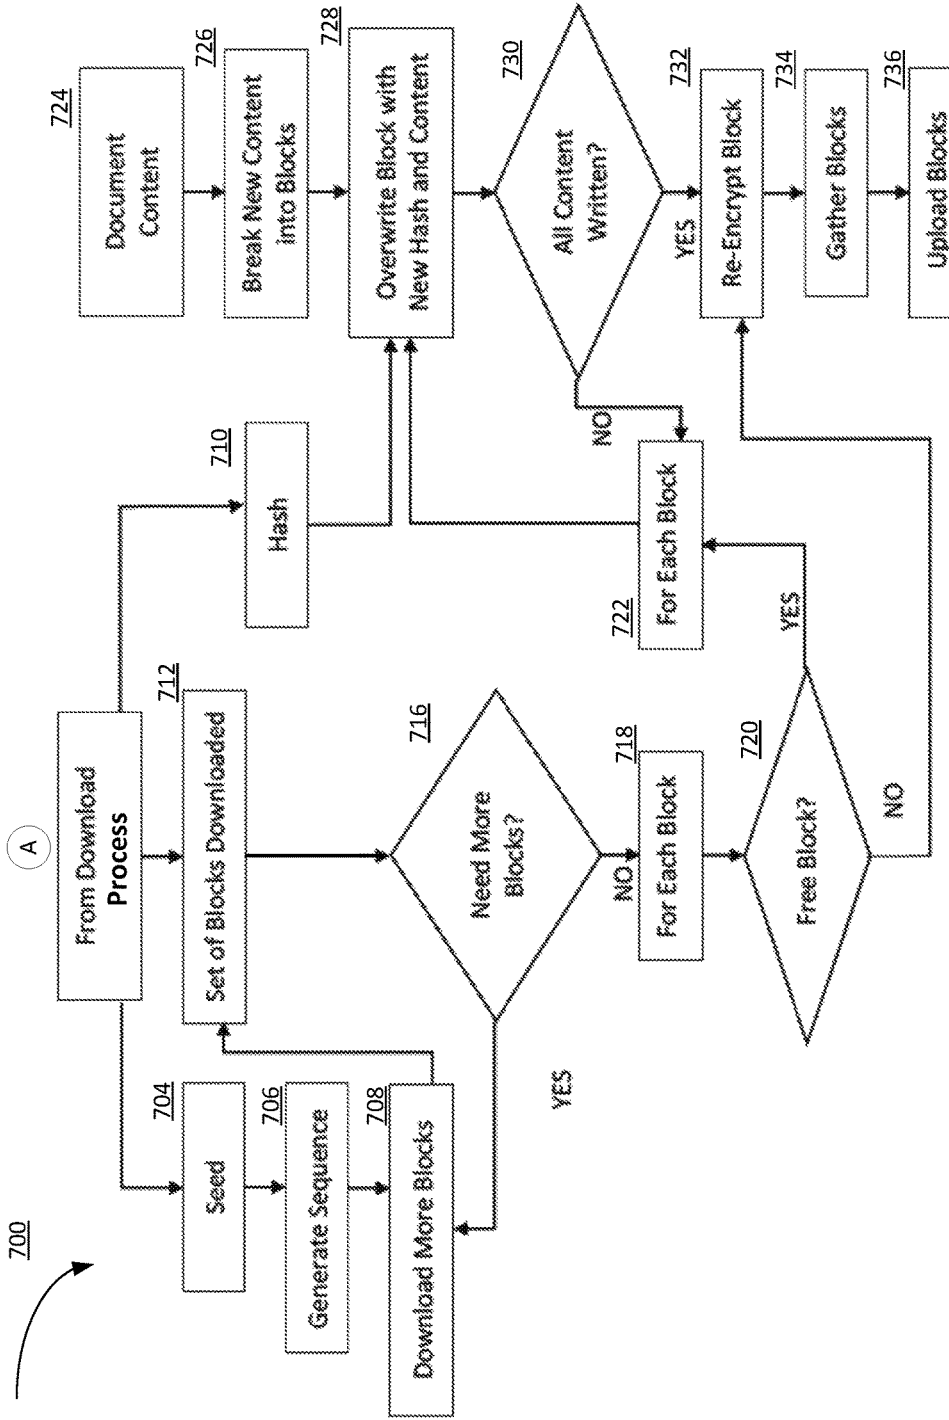 700
A
From Download
Process
704
Seed
706
Generate Sequence
708
Download More Blocks
712
Set of Blocks Downloaded
716
Need More
Blocks?
YES
NO
718
For Each Block
720
Free Block?
YES
NO
710
Hash
722
For Each Block
724
Document
Content
726
Break New Content
into Blocks
728
Overwrite Block with
New Hash and Content
730
All Content
Written?
NO
YES
732
Re-Encrypt Block
734
Gather Blocks
736
Upload Blocks